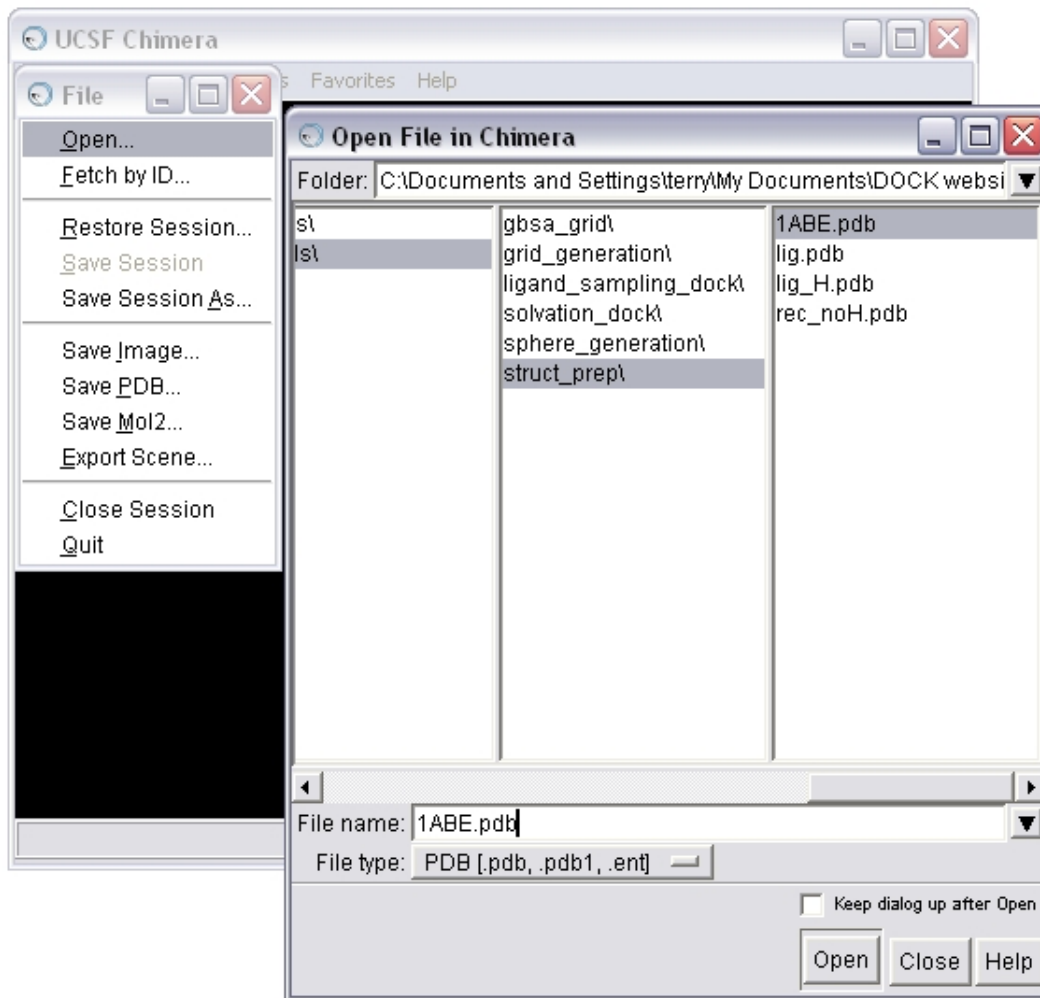 UCSF Chimera
s Favorites Help
File
Open...
Fetch by ID...
Restore Session...
Save Session
Save Session As...
Save Image...
Save PDB...
Save Mol2...
Export Scene...
Close Session
Quit
Open File in Chimera
Folder: C:\Documents and Settings\terry\My Documents\DOCK websi
s\
ls\
gbsa_grid\
grid_generation\
ligand_sampling_dock\
solvation_dock\
sphere_generation\
struct_prep\
1ABE.pdb
lig.pdb
lig_H.pdb
rec_noH.pdb
File name: 1ABE.pdb
File type: PDB [.pdb, .pdb1, .ent]
Keep dialog up after Open
Open Close Help